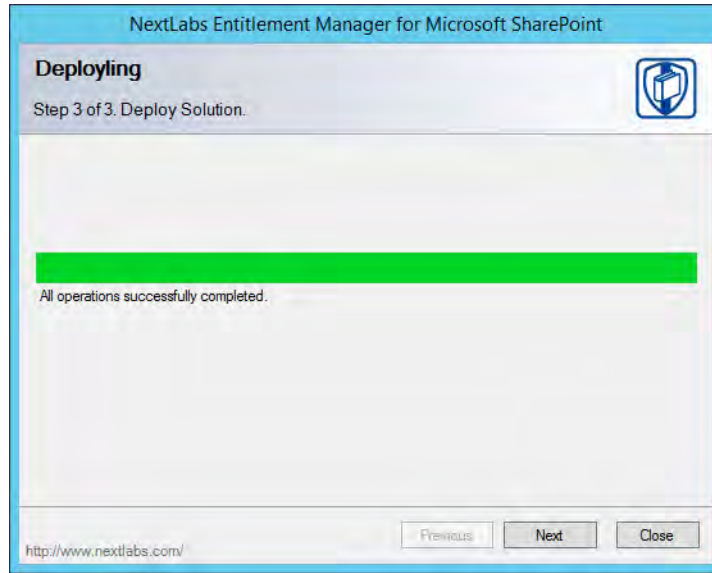 NextLabs Entitlement Manager for Microsoft SharePoint
Deployling
Step 3 of 3. Deploy Solution.
All operations successfully completed.
Previous Next Close
http://www.nextlabs.com/